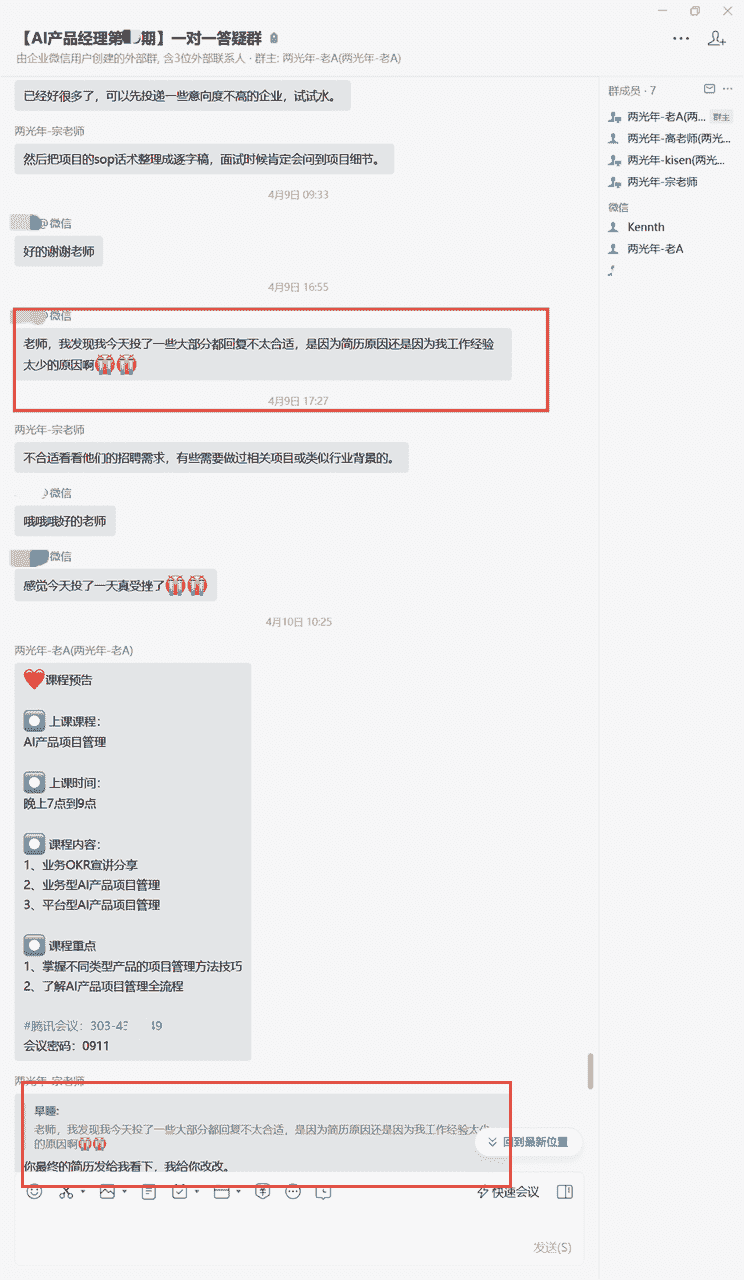 【AI产品经理第 期】一对一答疑群
由企业微信用户创建的外部群, 含3位外部联系人 · 群主: 两光年-老A(两光年-老A)
已经好很多了，可以先投递一些意向度不高的企业，试试水。
两光年-宗老师
然后把项目的sop话术整理成逐字稿，面试时候肯定会问到项目细节。
4月9日 09:33
@微信
好的谢谢老师
4月9日 16:55
@微信
老师，我发现我今天投了一些大部分都回复不太合适，是因为简历原因还是因为我工作经验
太少的原因啊
4月9日 17:27
两光年-宗老师
不合适看看他们的招聘需求，有些需要做过相关项目或类似行业背景的。
@微信
哦哦哦好的老师
@微信
感觉今天投了一天真受挫了
4月10日 10:25
两光年-老A(两光年-老A)
课程预告
上课课程：
AI产品项目管理
上课时间：
晚上7点到9点
课程内容：
1、业务OKR宣讲分享
2、业务型AI产品项目管理
3、平台型AI产品项目管理
课程重点
1、掌握不同类型产品的项目管理方法技巧
2、了解AI产品项目管理全流程
#腾讯会议：303-43 49
会议密码：0911
两光年-宗老师
早睡:
老师，我发现我今天投了一些大部分都回复不太合适，是因为简历原因还是因为我工作经验太少
的原因啊
你最终的简历发给我看下，我给你改改。
回到最新位置
快速会议
发送(S)
群成员 · 7
两光年-老A(两... 群主
两光年-高老师(两光...
两光年-kisen(两光...
两光年-宗老师
微信
Kennth
两光年-老A